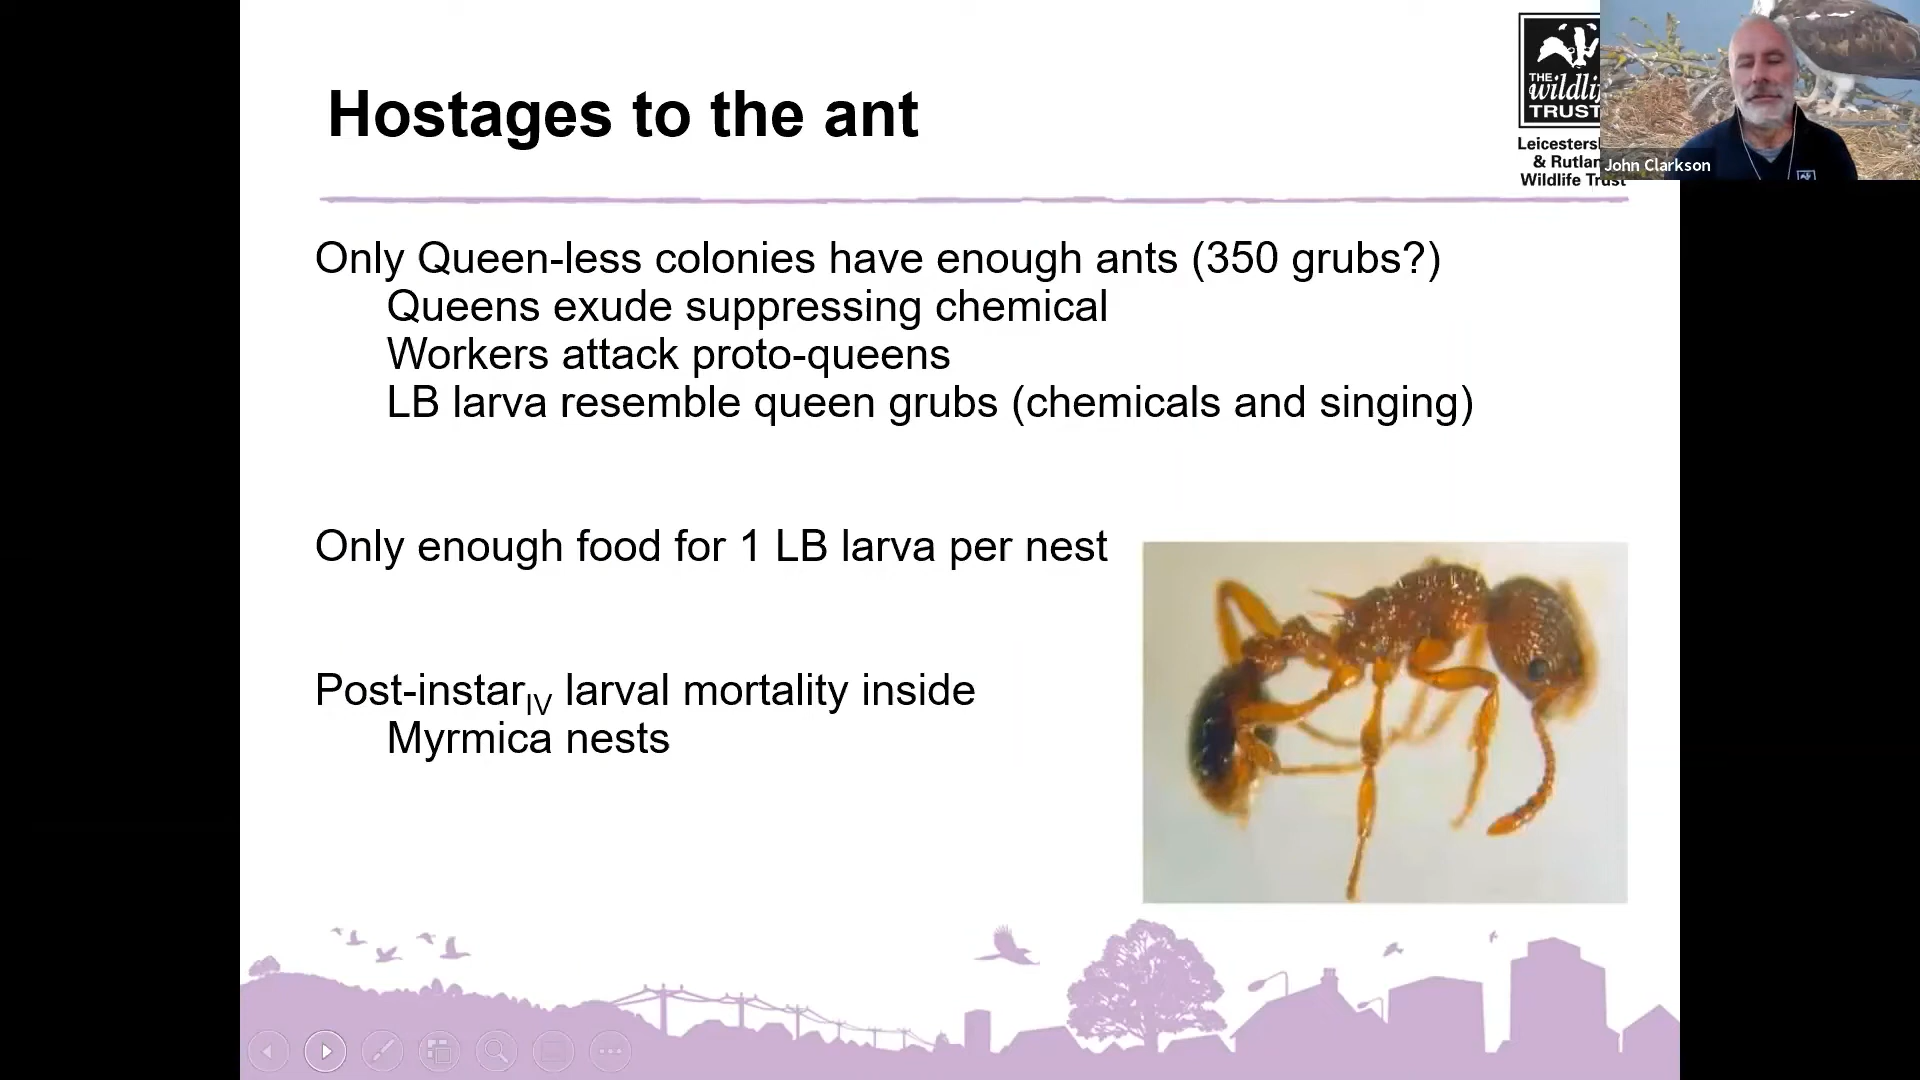 Hostages to the ant
THE
wildli
TRUST
Leicestersh
& Rutlan
Wildlife Trust
John Clarkson
Only Queen-less colonies have enough ants (350 grubs?)
Queens exude suppressing chemical
Workers attack proto-queens
LB larva resemble queen grubs (chemicals and singing)
Only enough food for 1 LB larva per nest
Post-instarIV larval mortality inside
Myrmica nests